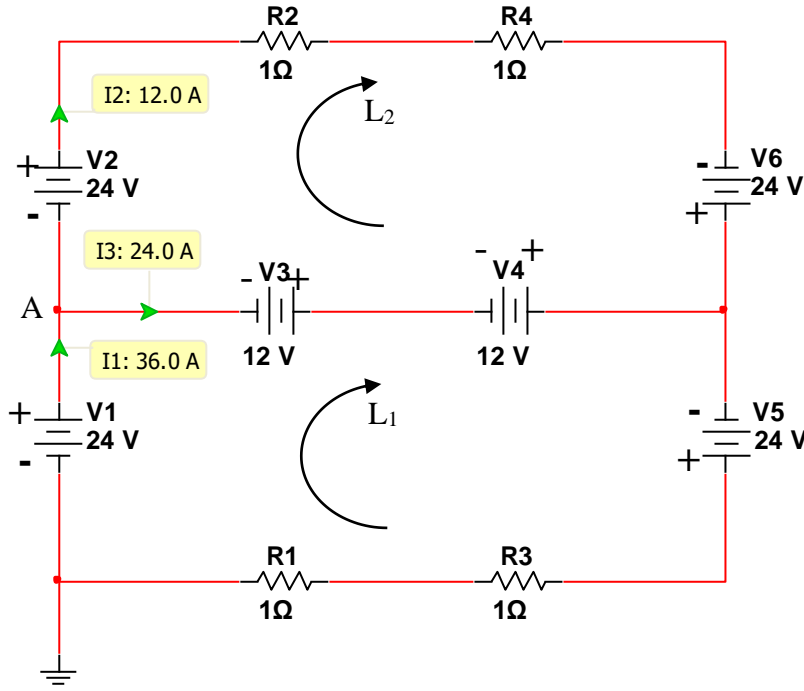 R2
R4
1Ω
1Ω
I2: 12.0 A
L2
+
V2
24 V
-
-
V6
24 V
+
I3: 24.0 A
- V3 +
- V4 +
A
12 V
12 V
I1: 36.0 A
L1
+
V1
24 V
-
-
V5
24 V
+
R1
R3
1Ω
1Ω